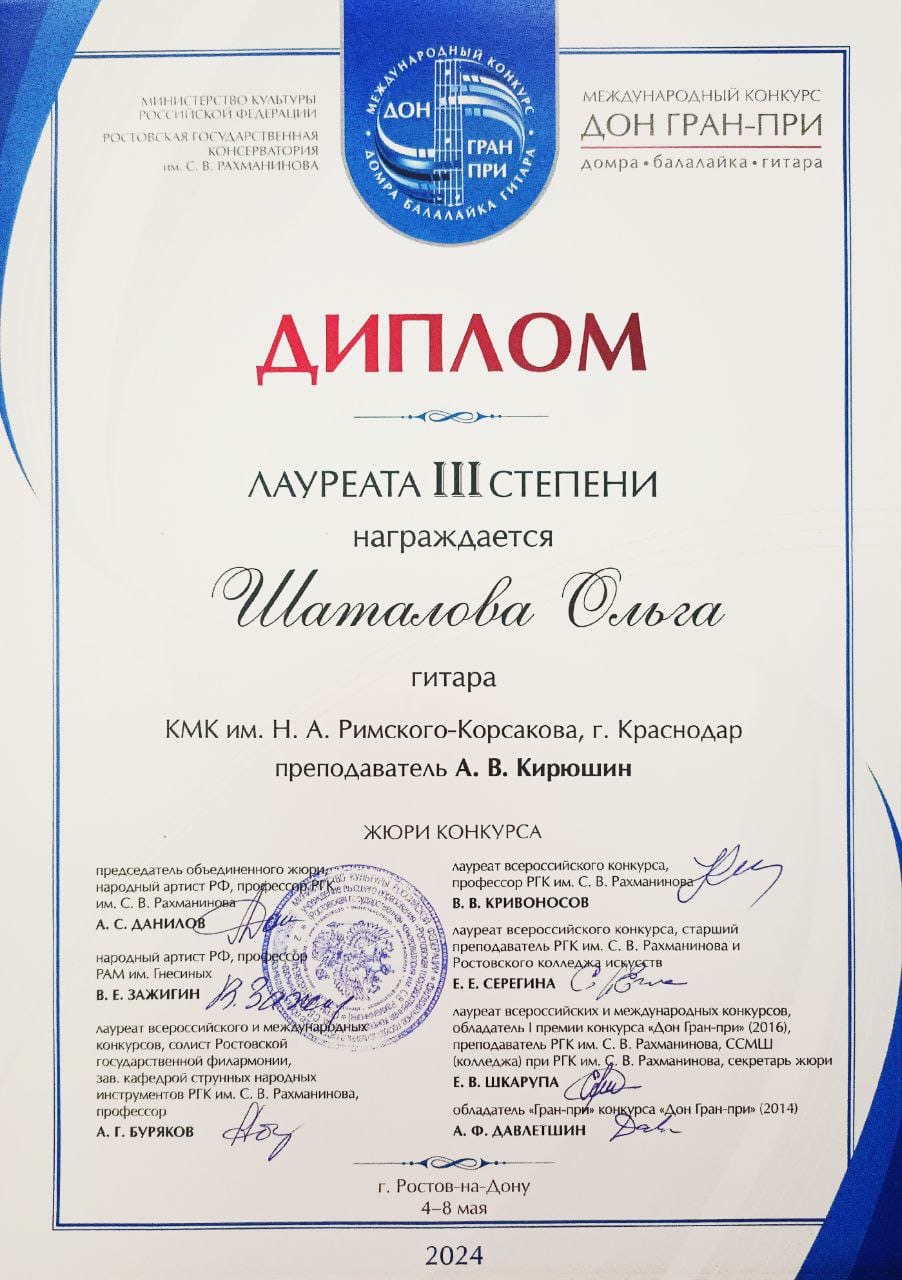 МИНИСТЕРСТВО КУЛЬТУРЫ
РОССИЙСКОЙ ФЕДЕРАЦИИ
РОСТОВСКАЯ ГОСУДАРСТВЕННАЯ
КОНСЕРВАТОРИЯ
им. С. В. РАХМАНИНОВА
МЕЖДУНАРОДНЫЙ КОНКУРС
ДОН
ГРАН
ПРИ
ДОМРА БАЛАЛАЙКА ГИТАРА
МЕЖДУНАРОДНЫЙ КОНКУРС
ДОН ГРАН-ПРИ
домра • балалайка • гитара
ДИПЛОМ
ЛАУРЕАТА III СТЕПЕНИ
награждается
Шаталова Ольга
гитара
КМК им. Н. А. Римского-Корсакова, г. Краснодар
преподаватель А. В. Кирюшин
ЖЮРИ КОНКУРСА
председатель объединенного жюри,
народный артист РФ, профессор РГК
им. С. В. Рахманинова
А. С. ДАНИЛОВ
народный артист РФ, профессор
РАМ им. Гнесиных
В. Е. ЗАЖИГИН
лауреат всероссийского и международных
конкурсов, солист Ростовской
государственной филармонии,
зав. кафедрой струнных народных
инструментов РГК им. С. В. Рахманинова,
профессор
А. Г. БУРЯКОВ
лауреат всероссийского конкурса,
профессор РГК им. С. В. Рахманинова
В. В. КРИВОНОСОВ
лауреат всероссийского конкурса, старший
преподаватель РГК им. С. В. Рахманинова и
Ростовского колледжа искусств
Е. Е. СЕРЕГИНА
лауреат всероссийских и международных конкурсов,
обладатель I премии конкурса «Дон Гран-при» (2016),
преподаватель РГК им. С. В. Рахманинова, ССМШ
(колледжа) при РГК им. С. В. Рахманинова, секретарь жюри
Е. В. ШКАРУПА
обладатель «Гран-при» конкурса «Дон Гран-при» (2014)
А. Ф. ДАВЛЕТШИН
г. Ростов-на-Дону
4–8 мая
2024